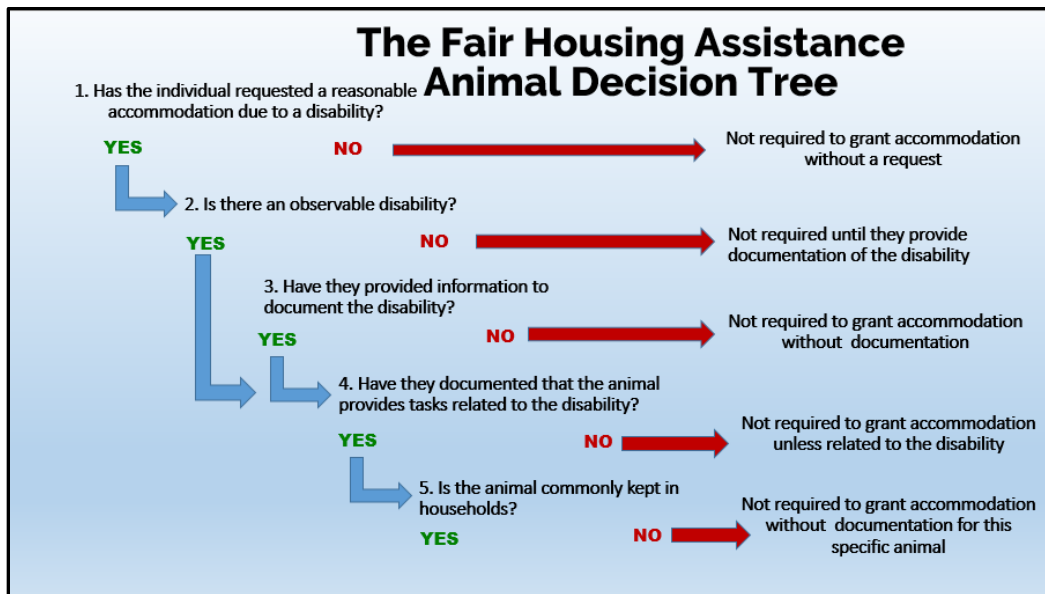 The Fair Housing Assistance
Animal Decision Tree
1. Has the individual requested a reasonable
accommodation due to a disability?
YES
NO
Not required to grant accommodation
without a request
2. Is there an observable disability?
YES
NO
Not required until they provide
documentation of the disability
3. Have they provided information to
document the disability?
YES
NO
Not required to grant accommodation
without documentation
4. Have they documented that the animal
provides tasks related to the disability?
YES
NO
Not required to grant accommodation
unless related to the disability
5. Is the animal commonly kept in
households?
YES
NO
Not required to grant accommodation
without documentation for this
specific animal